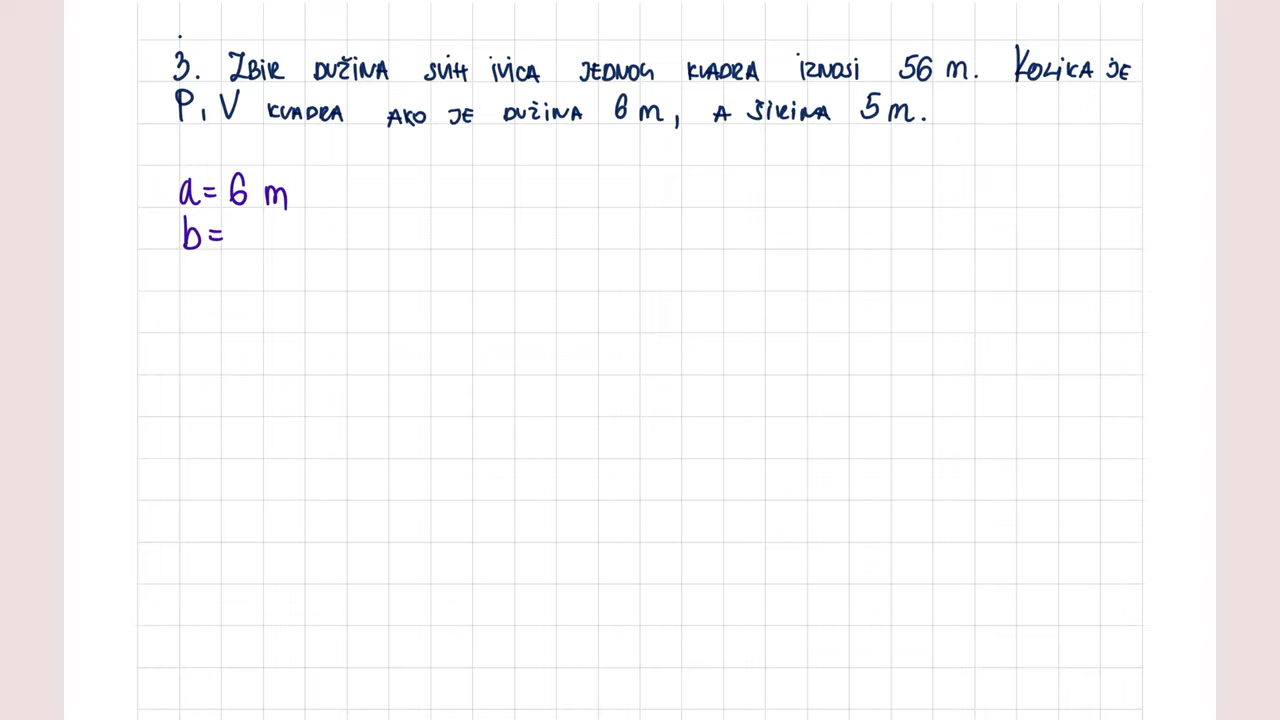 3. ZBIR DUŽINA SVIH IVICA JEDNOG KVADRA IZNOSI 56 m. KOLIKA JE
P I V KVADRA AKO JE DUŽINA 6 m, A ŠIRINA 5 m.
a = 6 m
b =